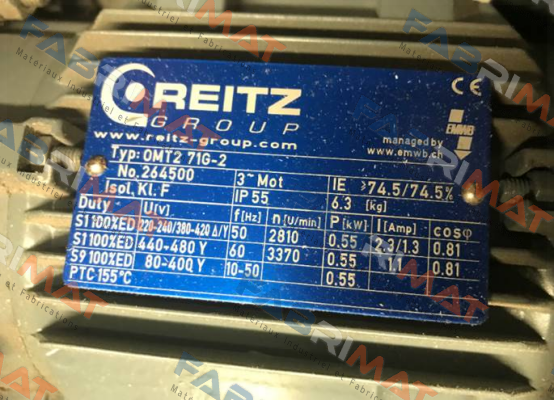 REITZ
GROUP
www.reitz-group.com
managed by
EMWB
www.emwb.ch
CE
Typ: OMT2 71G-2
No. 264500 3~ Mot IE ≥74.5/74.5%
Isol. Kl. F IP 55 6.3 [kg]
Duty U[v] f[Hz] n[U/min] P[kW] I[Amp] cosφ
S1 100%ED 220-240/380-420 Δ/Y 50 2810 0.55 2.3/1.3 0.81
S1 100%ED 440-480 Y 60 3370 0.55 1.1 0.81
S9 100%ED 80-400 Y 10-50 0.55
PTC 155°C
FABRIMAT
Materiaux Industriel et Fabrication